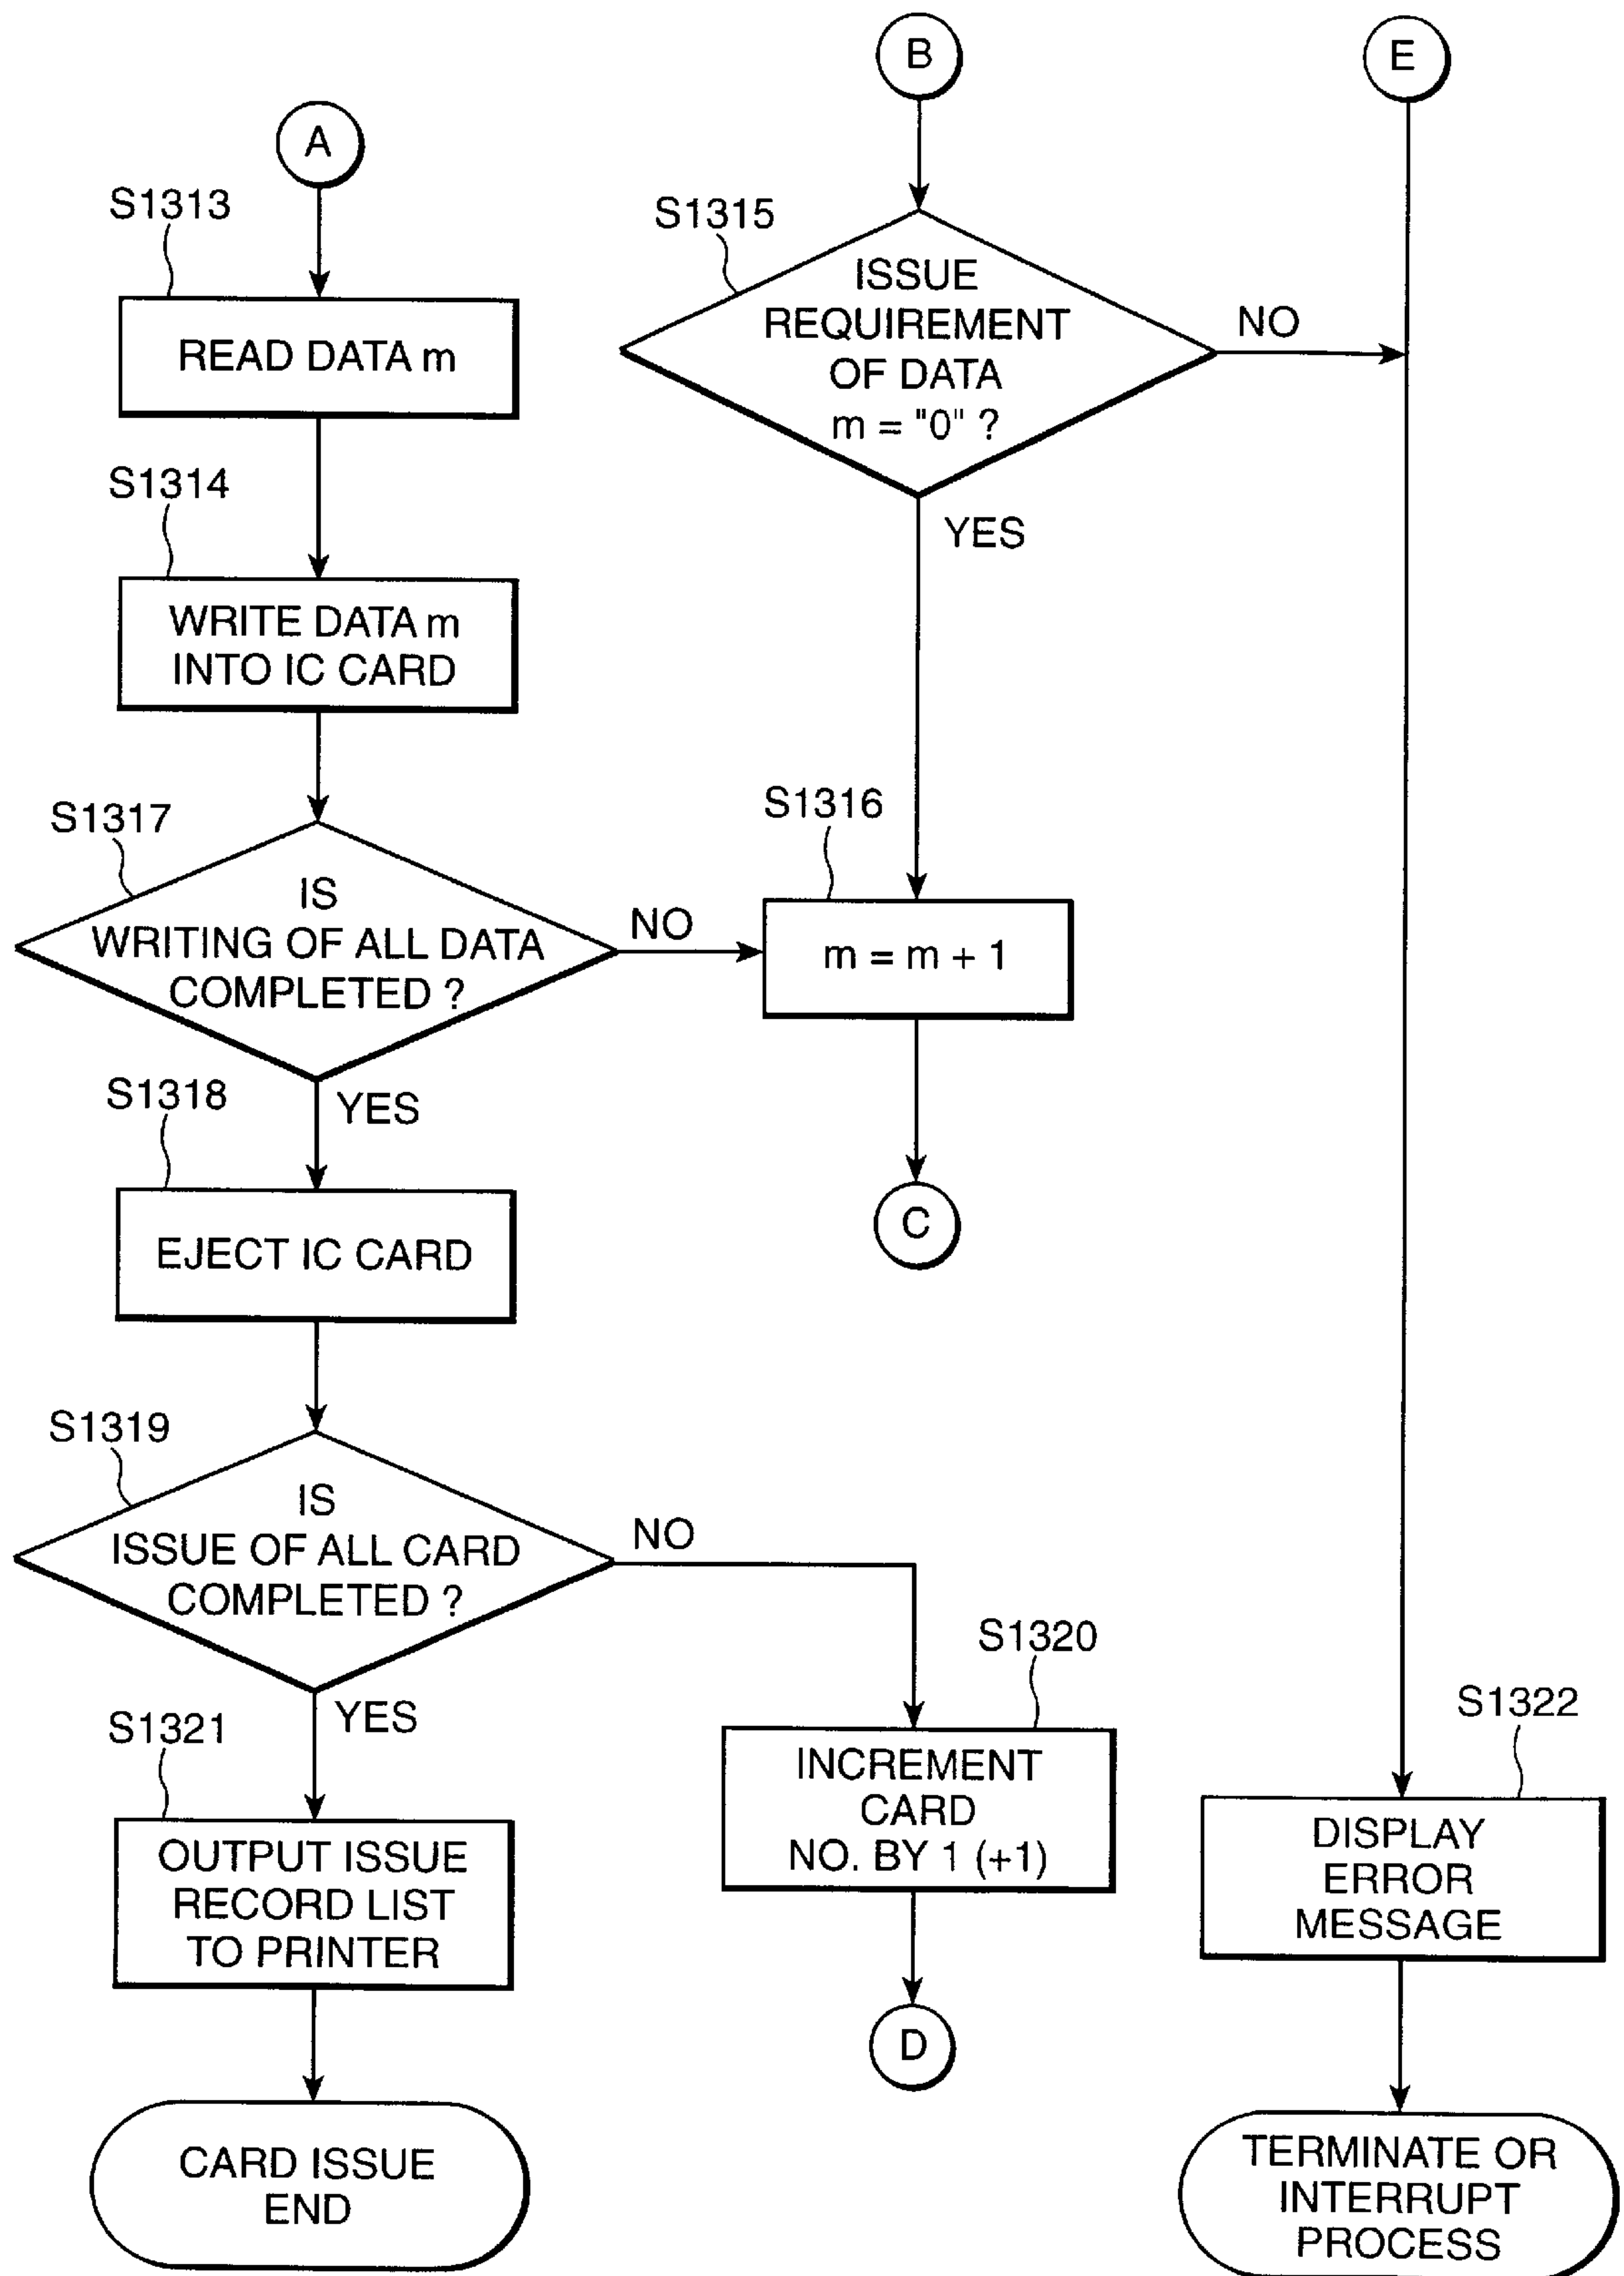 A
S1313
READ DATA m
S1314
WRITE DATA m
INTO IC CARD
S1317
IS
WRITING OF ALL DATA
COMPLETED ?
NO
YES
S1318
EJECT IC CARD
S1319
IS
ISSUE OF ALL CARD
COMPLETED ?
NO
YES
S1321
OUTPUT ISSUE
RECORD LIST
TO PRINTER
CARD ISSUE
END
B
S1315
ISSUE
REQUIREMENT
OF DATA
m = "0" ?
NO
YES
S1316
m = m + 1
C
S1320
INCREMENT
CARD
NO. BY 1 (+1)
D
E
S1322
DISPLAY
ERROR
MESSAGE
TERMINATE OR
INTERRUPT
PROCESS